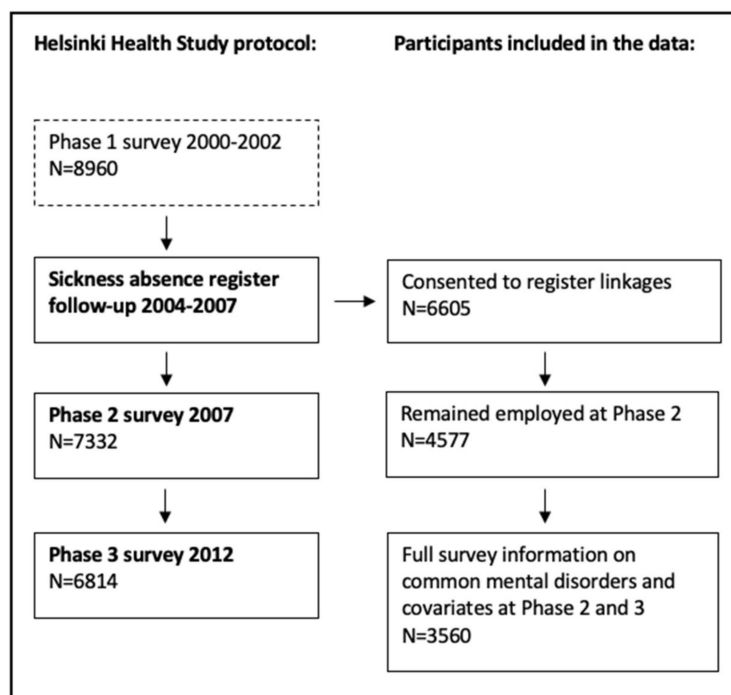 Helsinki Health Study protocol:
Phase 1 survey 2000-2002
N=8960
Sickness absence register
follow-up 2004-2007
Phase 2 survey 2007
N=7332
Phase 3 survey 2012
N=6814
Participants included in the data:
Consented to register linkages
N=6605
Remained employed at Phase 2
N=4577
Full survey information on
common mental disorders and
covariates at Phase 2 and 3
N=3560